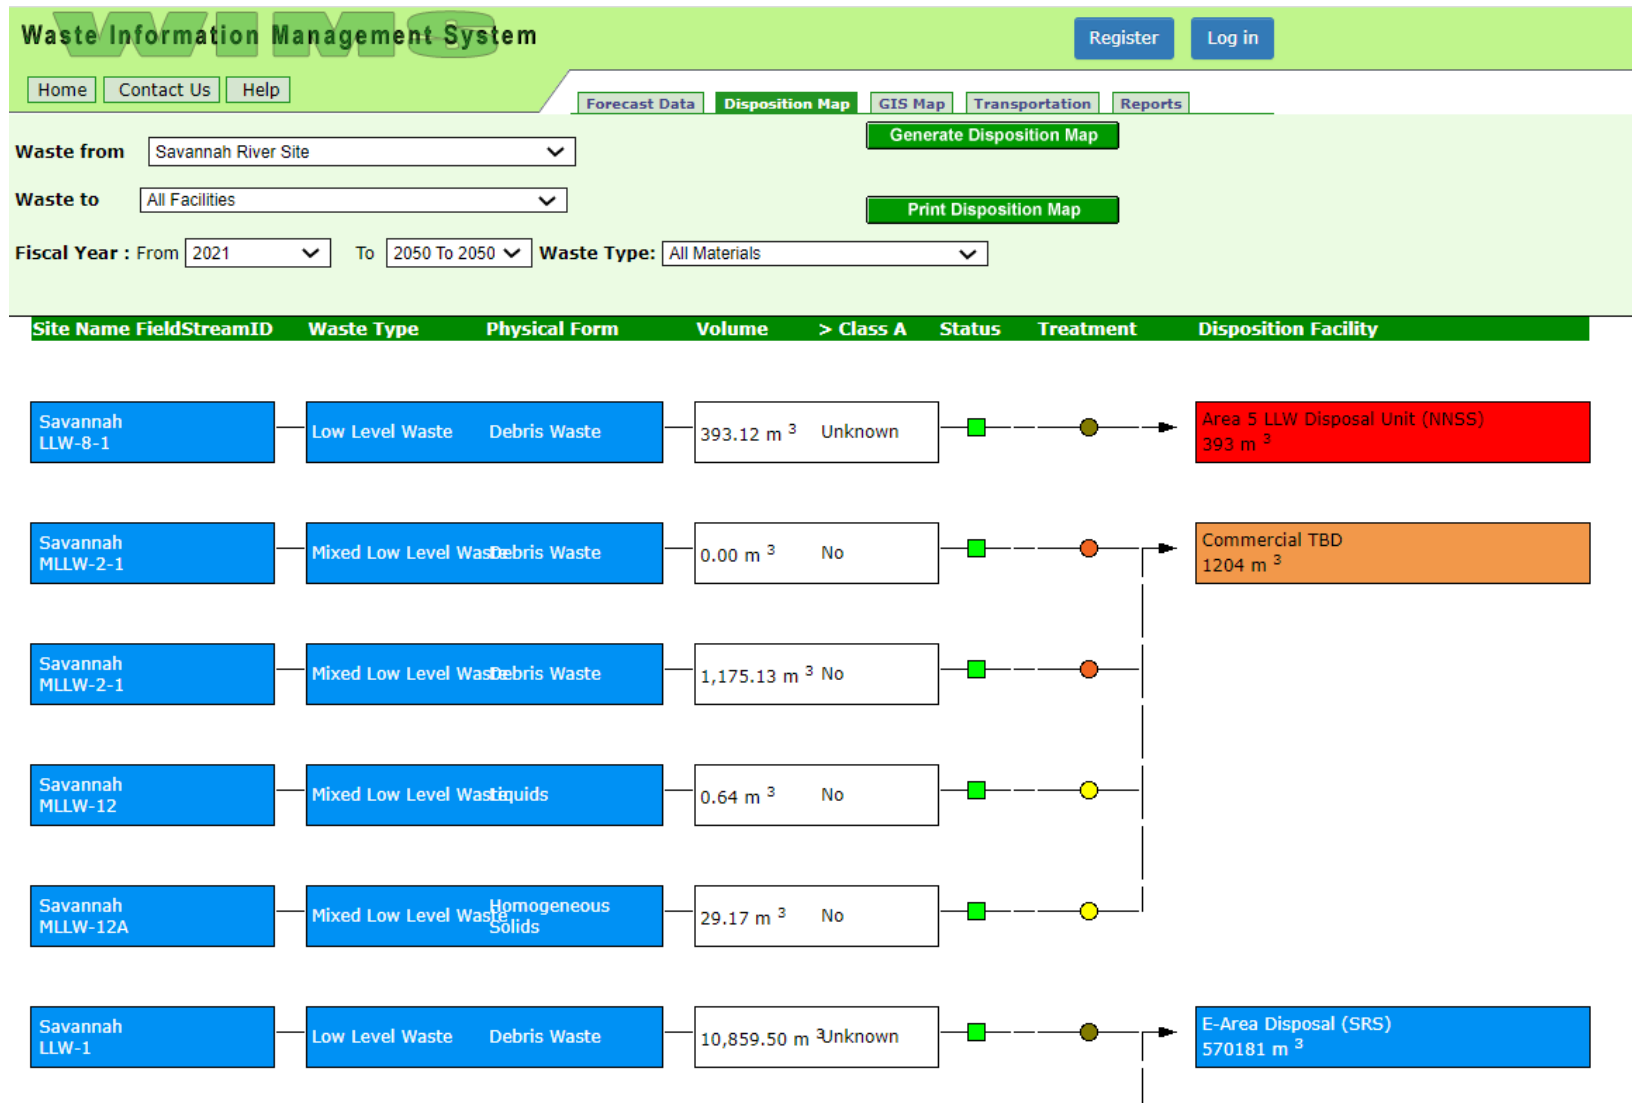 WIMS
Waste Information Management System
Register Log in
Home Contact Us Help
Forecast Data Disposition Map GIS Map Transportation Reports
Generate Disposition Map
Waste from Savannah River Site
Waste to All Facilities
Print Disposition Map
Fiscal Year : From 2021 To 2050 To 2050 Waste Type: All Materials
Site Name FieldStreamID Waste Type Physical Form Volume > Class A Status Treatment Disposition Facility
Savannah
LLW-8-1
Low Level Waste Debris Waste
393.12 m 3 Unknown
Area 5 LLW Disposal Unit (NNSS)
393 m 3
Savannah
MLLW-2-1
Mixed Low Level Waste Debris Waste
0.00 m 3 No
Commercial TBD
1204 m 3
Savannah
MLLW-2-1
Mixed Low Level Waste Debris Waste
1,175.13 m 3 No
Savannah
MLLW-12
Mixed Low Level Waste Liquids
0.64 m 3 No
Savannah
MLLW-12A
Mixed Low Level Waste
Homogeneous
Solids
29.17 m 3 No
Savannah
LLW-1
Low Level Waste Debris Waste
10,859.50 m 3 Unknown
E-Area Disposal (SRS)
570181 m 3